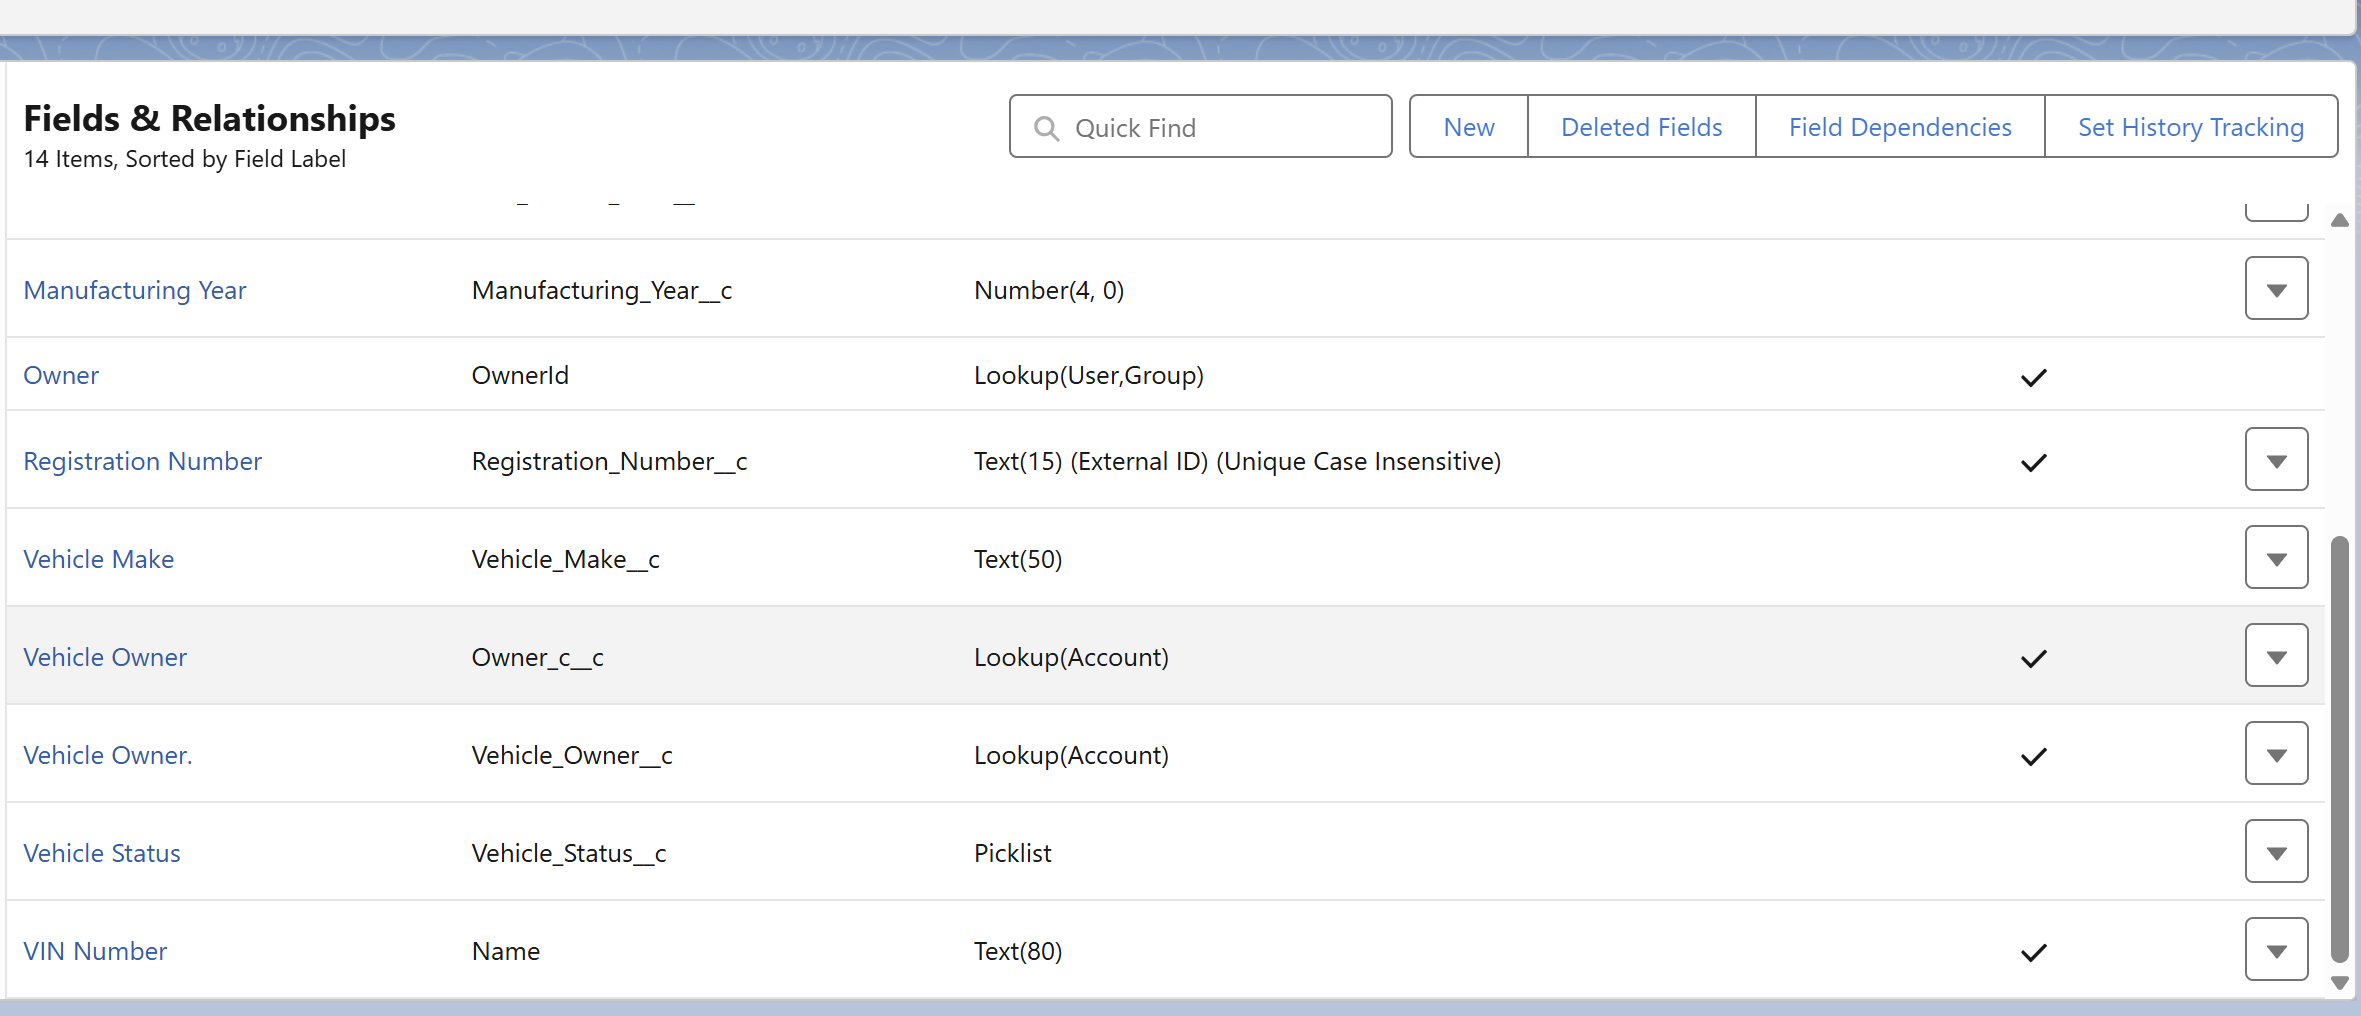 Fields & Relationships
14 Items, Sorted by Field Label
Quick Find
New
Deleted Fields
Field Dependencies
Set History Tracking
Manufacturing Year Manufacturing_Year__c Number(4, 0)
Owner OwnerId Lookup(User,Group)
Registration Number Registration_Number__c Text(15) (External ID) (Unique Case Insensitive)
Vehicle Make Vehicle_Make__c Text(50)
Vehicle Owner Owner_c__c Lookup(Account)
Vehicle Owner. Vehicle_Owner__c Lookup(Account)
Vehicle Status Vehicle_Status__c Picklist
VIN Number Name Text(80)